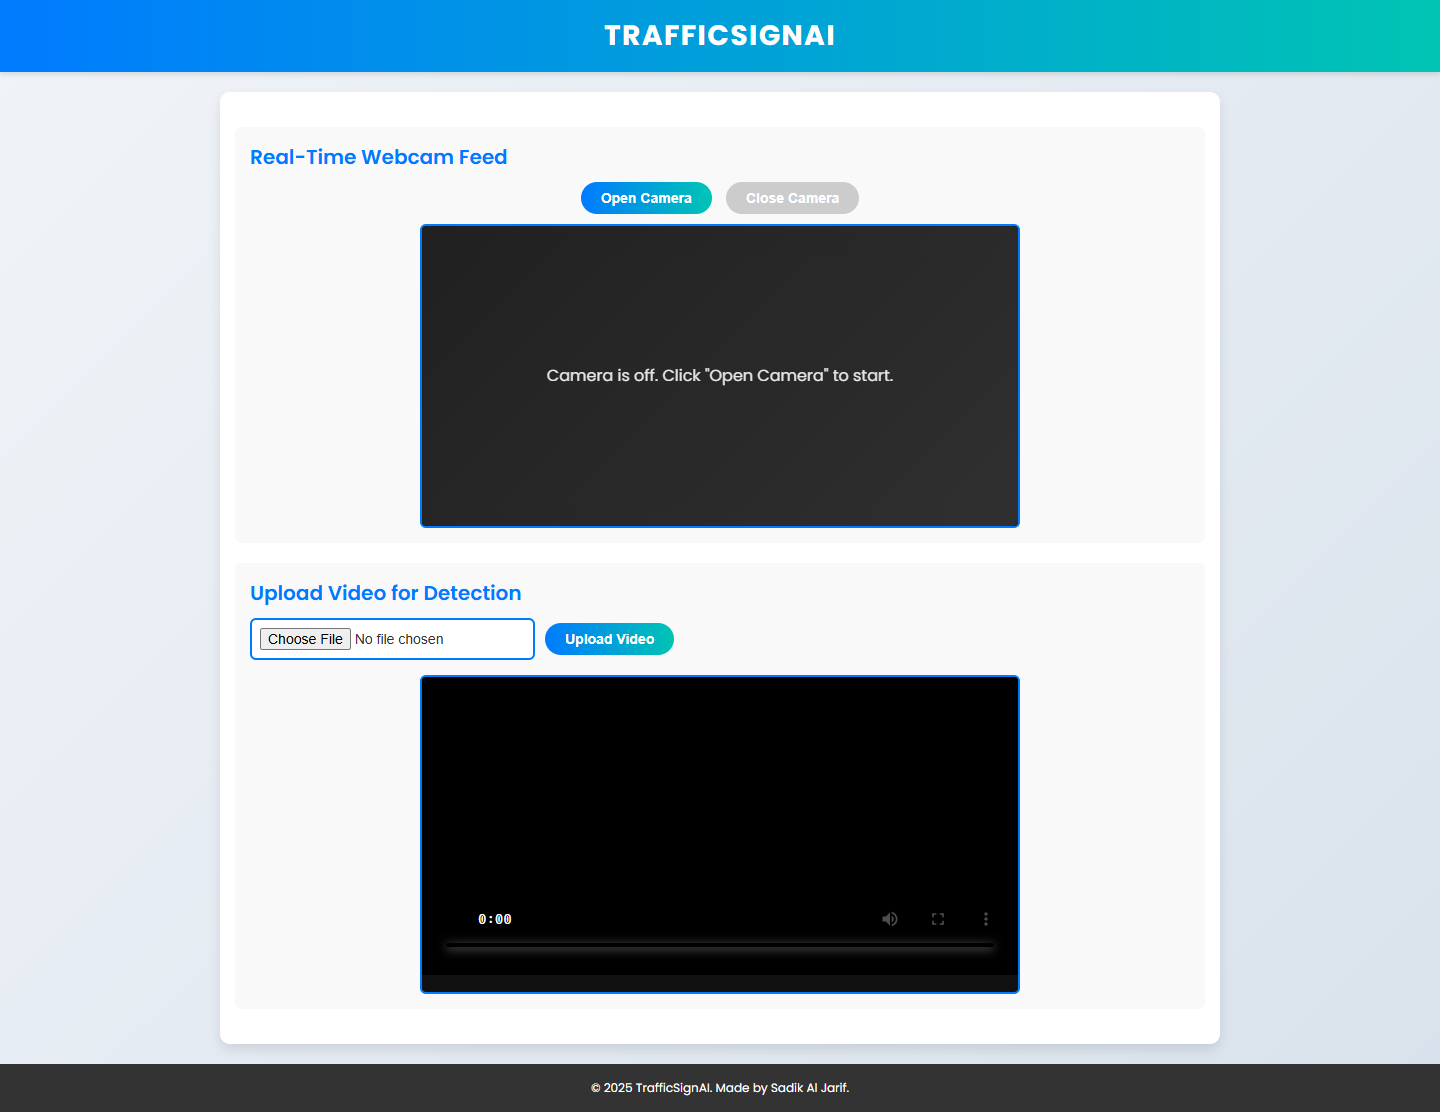 TRAFFICSIGNAI
Real-Time Webcam Feed
Open Camera
Close Camera
Camera is off. Click "Open Camera" to start.
Upload Video for Detection
Choose File No file chosen
Upload Video
0:00
© 2025 TrafficSignAI. Made by Sadik Al Jarif.